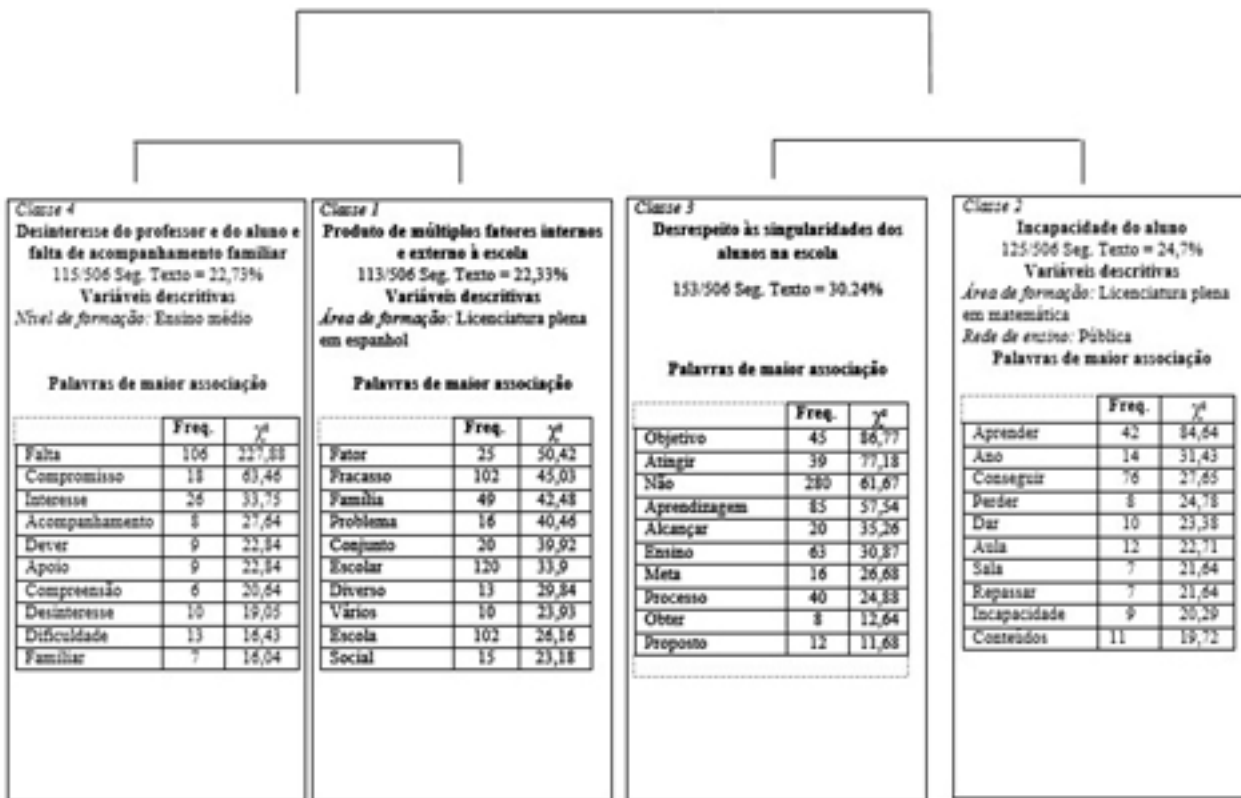 Classe 4
Desinteresse do professor e do aluno e
falta de acompanhamento familiar
115/506 Seg. Texto = 22,73%
Variáveis descritivas
Nível de formação: Ensino médio
Palavras de maior associação
Freq. χ²
Falta 106 227,88
Compromisso 18 63,46
Interesse 26 33,75
Acompanhamento 8 27,64
Dever 9 22,84
Apoio 9 22,84
Compreensão 6 20,64
Desinteresse 10 19,05
Dificuldade 13 16,43
Familiar 7 16,04
Classe 1
Produto de múltiplos fatores internos
e externo à escola
113/506 Seg. Texto = 22,33%
Variáveis descritivas
Área de formação: Licenciatura plena
em espanhol
Palavras de maior associação
Freq. χ²
Fator 25 50,42
Fracasso 102 45,03
Família 49 42,48
Problema 16 40,46
Conjunto 20 39,92
Escolar 120 33,9
Diverso 13 29,84
Vários 10 23,93
Escola 102 26,16
Social 15 23,18
Classe 3
Desrespeito às singularidades dos
alunos na escola
153/506 Seg. Texto = 30.24%
Palavras de maior associação
Freq. χ²
Objetivo 45 86,77
Atingir 39 77,18
Não 280 61,67
Aprendizagem 85 57,54
Alcançar 20 35,26
Ensino 63 30,87
Meta 16 26,68
Processo 40 24,88
Obter 8 12,64
Proposto 12 11,68
Classe 2
Incapacidade do aluno
125/506 Seg. Texto = 24,7%
Variáveis descritivas
Área de formação: Licenciatura plena
em matemática
Rede de ensino: Pública
Palavras de maior associação
Freq. χ²
Aprender 42 84,64
Ano 14 31,43
Conseguir 76 27,65
Perder 8 24,78
Dar 10 23,38
Aula 12 22,71
Sala 7 21,64
Repassar 7 21,64
Incapacidade 9 20,29
Conteúdos 11 19,72